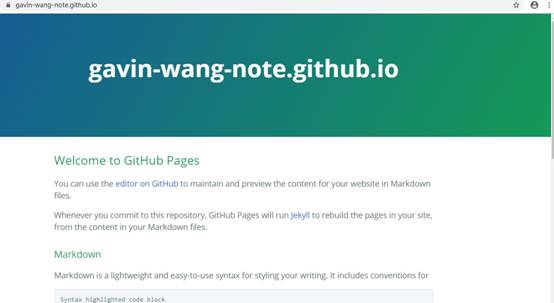 gavin-wang-note.github.io
gavin-wang-note.github.io
Welcome to GitHub Pages
You can use the editor on GitHub to maintain and preview the content for your website in Markdown
files.
Whenever you commit to this repository, GitHub Pages will run Jekyll to rebuild the pages in your site,
from the content in your Markdown files.
Markdown
Markdown is a lightweight and easy-to-use syntax for styling your writing. It includes conventions for
Syntax highlighted code block